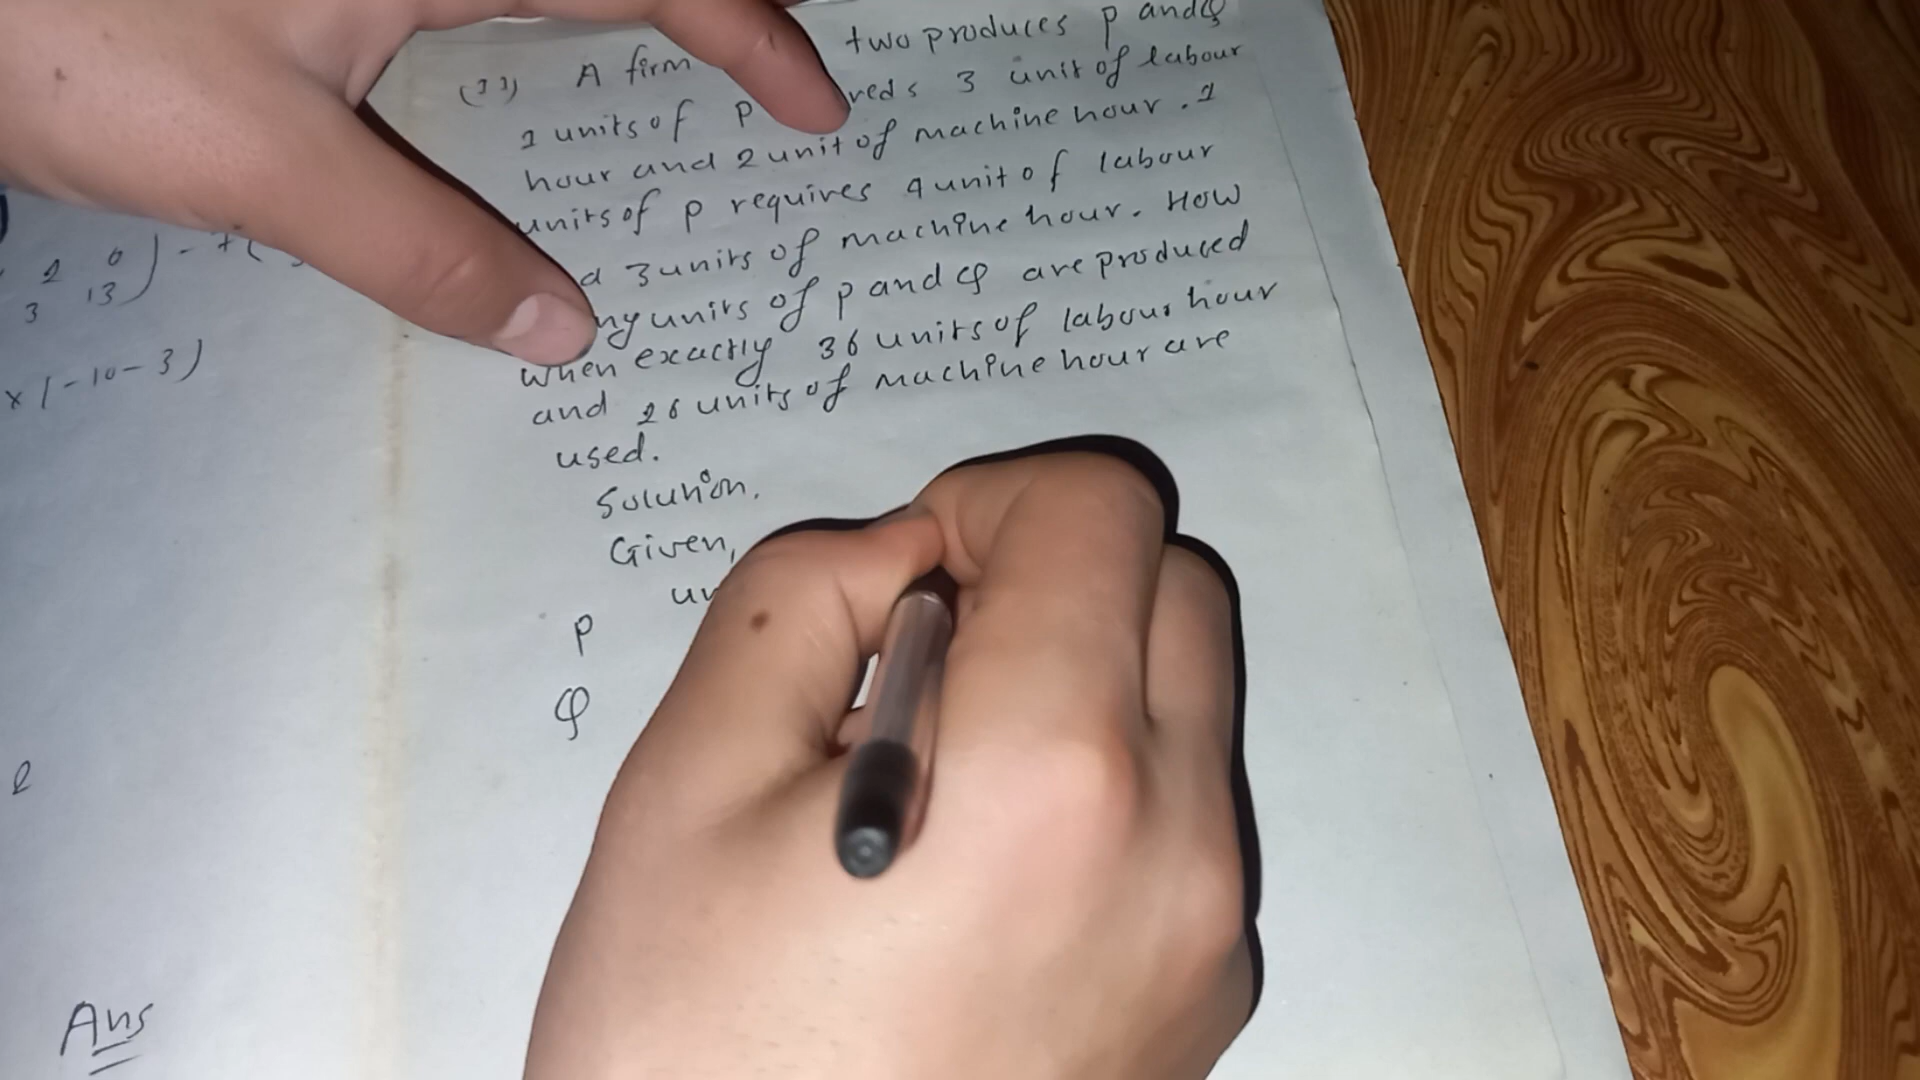 (11) A firm two produces p and Q
1 units of P 3 unit of labour
hour and 2 unit of machine hour. 1
units of p requires 4 unit of labour
3 units of machine hour. How
units of p and Q are produced
when exactly 36 units of labour hour
and 26 units of machine hour are
used.
Solution.
Given,
P
Q
2 0
3 13
x(-10-3)
2
Ans